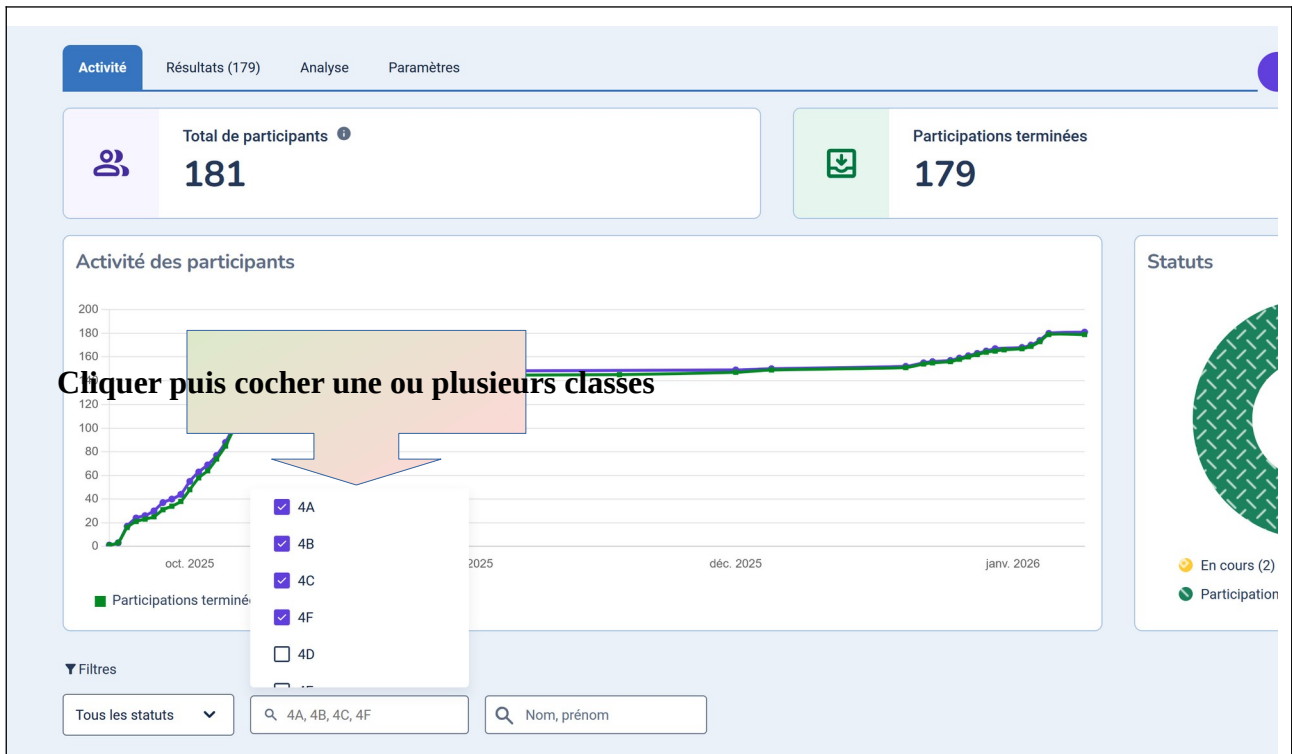 Activité Résultats (179) Analyse Paramètres
Total de participants
181
Participations terminées
179
Activité des participants
Statuts
200
180
160
Cliquer puis cocher une ou plusieurs classes
120
100
80
60
40
20
0
oct. 2025 2025 déc. 2025 janv. 2026
Participations terminé
4A
4B
4C
4F
4D
En cours (2)
Participation
Filtres
Tous les statuts
4A, 4B, 4C, 4F
Nom, prénom